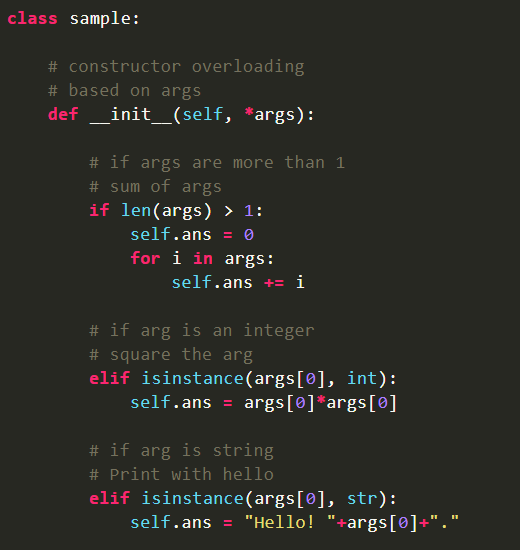 class sample:
# constructor overloading
# based on args
def __init__(self, *args):
# if args are more than 1
# sum of args
if len(args) > 1:
self.ans = 0
for i in args:
self.ans += i
# if arg is an integer
# square the arg
elif isinstance(args[0], int):
self.ans = args[0]*args[0]
# if arg is string
# Print with hello
elif isinstance(args[0], str):
self.ans = "Hello! "+args[0]+"."